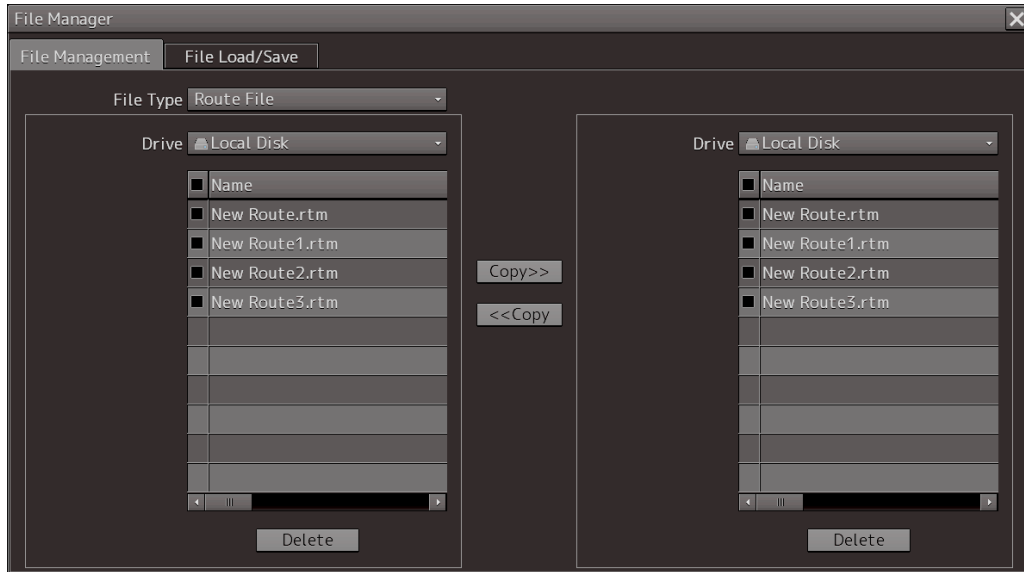 File Manager
File Management
File Load/Save
File Type Route File
Drive Local Disk
Name
New Route.rtm
New Route1.rtm
New Route2.rtm
New Route3.rtm
Delete
Copy>>
<<Copy
Drive Local Disk
Name
New Route.rtm
New Route1.rtm
New Route2.rtm
New Route3.rtm
Delete